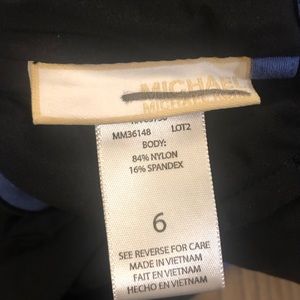 MICHAEL
MM36148 LOT2
BODY:
84% NYLON
16% SPANDEX
6
SEE REVERSE FOR CARE
MADE IN VIETNAM
FAIT EN VIETNAM
HECHO EN VIETNAM